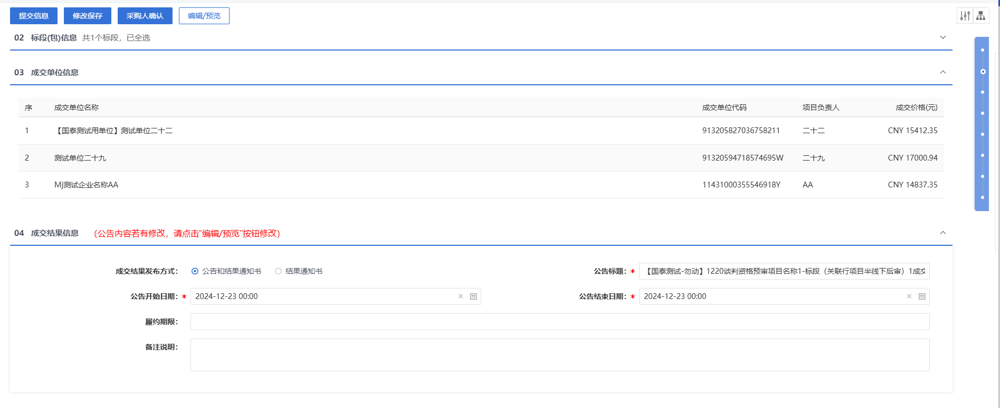 提交信息 修改保存 采购人确认 编辑/预览
02 标段(包)信息 共1个标段，已全选
03 成交单位信息
序 成交单位名称 成交单位代码 项目负责人 成交价格(元)
1 【国泰测试用单位】测试单位二十二 913205827036758211 二十二 CNY 15412.35
2 测试单位二十九 91320594718574695W 二十九 CNY 17000.94
3 Mj测试企业名称AA 11431000355546918Y AA CNY 14837.35
04 成交结果信息 （公告内容若有修改，请点击“编辑/预览”按钮修改）
成交结果发布方式： 公告和结果通知书 结果通知书 公告标题：* 【国泰测试-勿动】1220谈判资格预审项目名称1-标段（关联行项目半线下后审）1成交
公告开始日期：* 2024-12-23 00:00 公告结束日期：* 2024-12-23 00:00
履约期限：
备注说明：